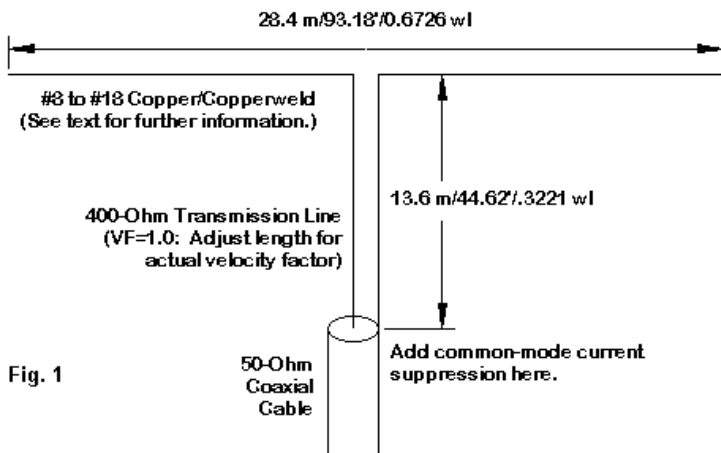 28.4 m/93.18'/0.6726 wl
#8 to #18 Copper/Copperweld
(See text for further information.)
13.6 m/44.62'/.3221 wl
400-Ohm Transmission Line
(VF=1.0: Adjust length for
actual velocity factor)
Fig. 1
50-Ohm
Coaxial
Cable
Add common-mode current
suppression here.